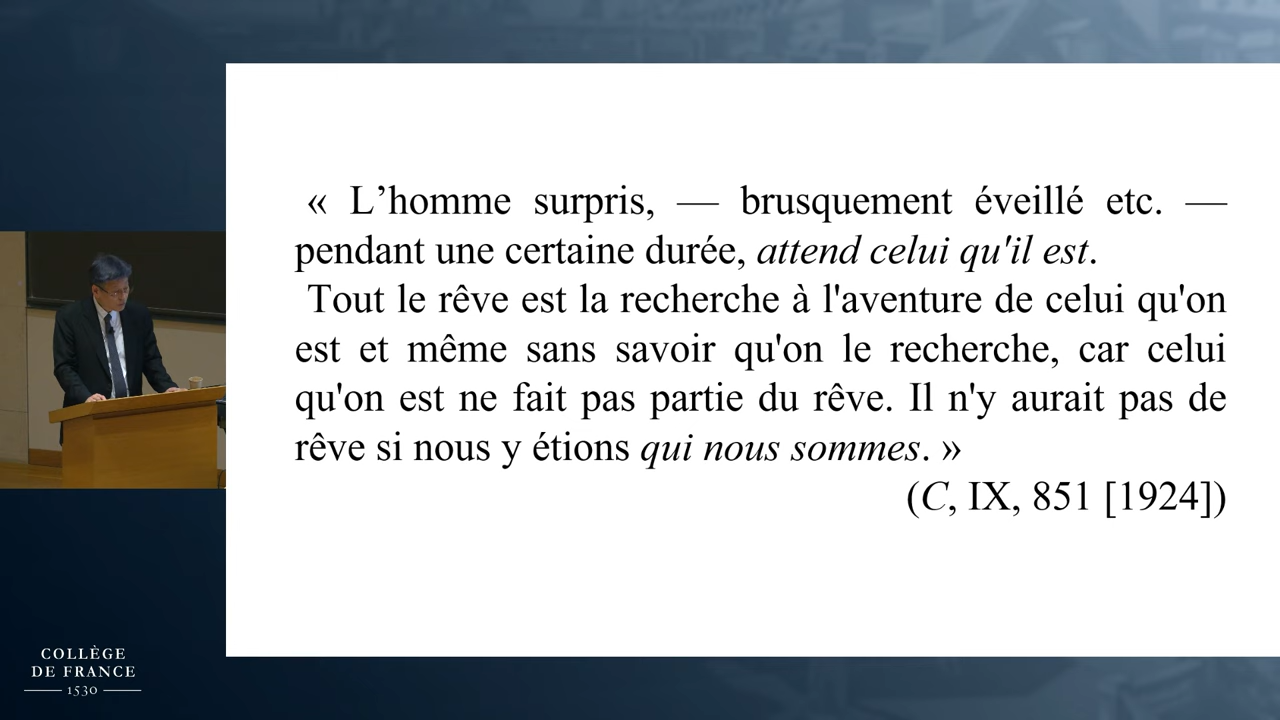 « L’homme surpris, — brusquement éveillé etc. —
pendant une certaine durée, attend celui qu'il est.
Tout le rêve est la recherche à l'aventure de celui qu'on
est et même sans savoir qu'on le recherche, car celui
qu'on est ne fait pas partie du rêve. Il n'y aurait pas de
rêve si nous y étions qui nous sommes. »
(C, IX, 851 [1924])
COLLÈGE
DE FRANCE
1530